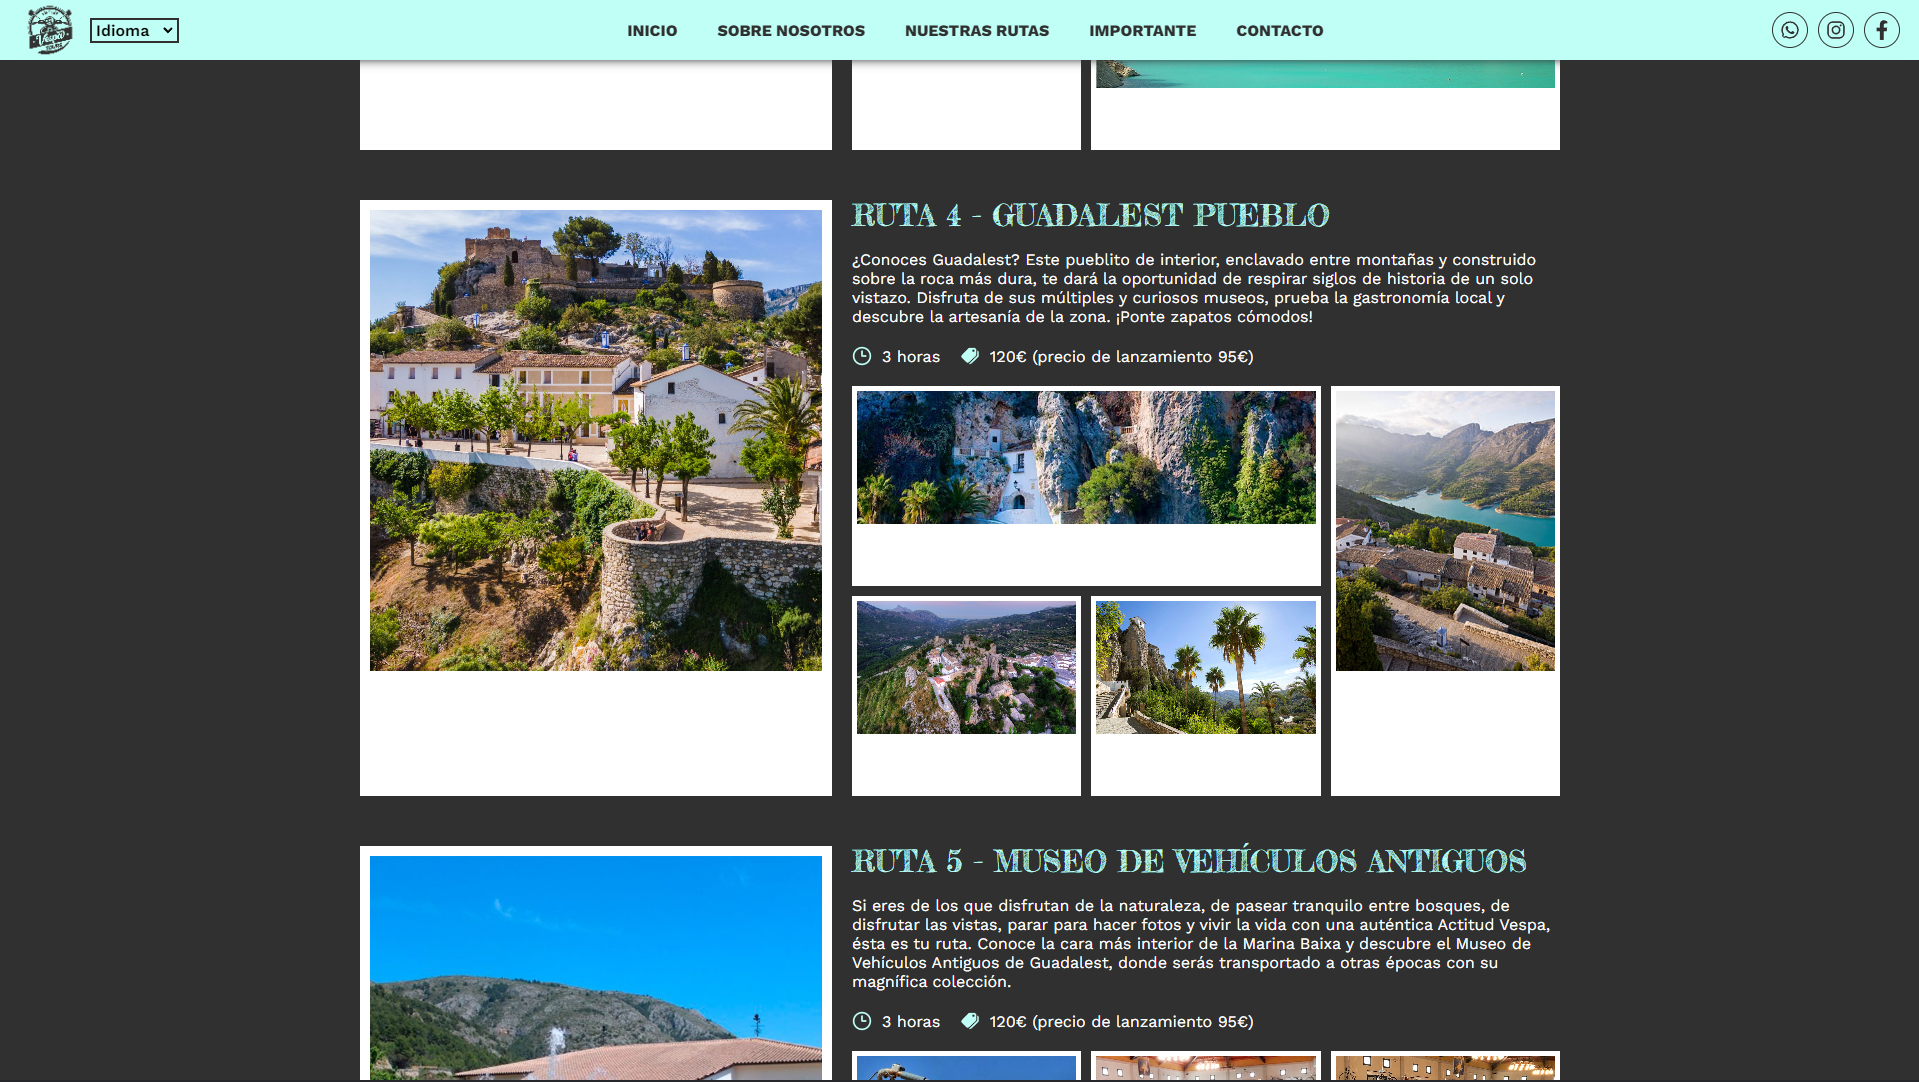 Vespa
TOURS
Idioma
INICIO
SOBRE NOSOTROS
NUESTRAS RUTAS
IMPORTANTE
CONTACTO
RUTA 4 - GUADALEST PUEBLO
¿Conoces Guadalest? Este pueblito de interior, enclavado entre montañas y construido
sobre la roca más dura, te dará la oportunidad de respirar siglos de historia de un solo
vistazo. Disfruta de sus múltiples y curiosos museos, prueba la gastronomía local y
descubre la artesanía de la zona. ¡Ponte zapatos cómodos!
3 horas
120€ (precio de lanzamiento 95€)
RUTA 5 - MUSEO DE VEHÍCULOS ANTIGUOS
Si eres de los que disfrutan de la naturaleza, de pasear tranquilo entre bosques, de
disfrutar las vistas, parar para hacer fotos y vivir la vida con una auténtica Actitud Vespa,
ésta es tu ruta. Conoce la cara más interior de la Marina Baixa y descubre el Museo de
Vehículos Antiguos de Guadalest, donde serás transportado a otras épocas con su
magnífica colección.
3 horas
120€ (precio de lanzamiento 95€)